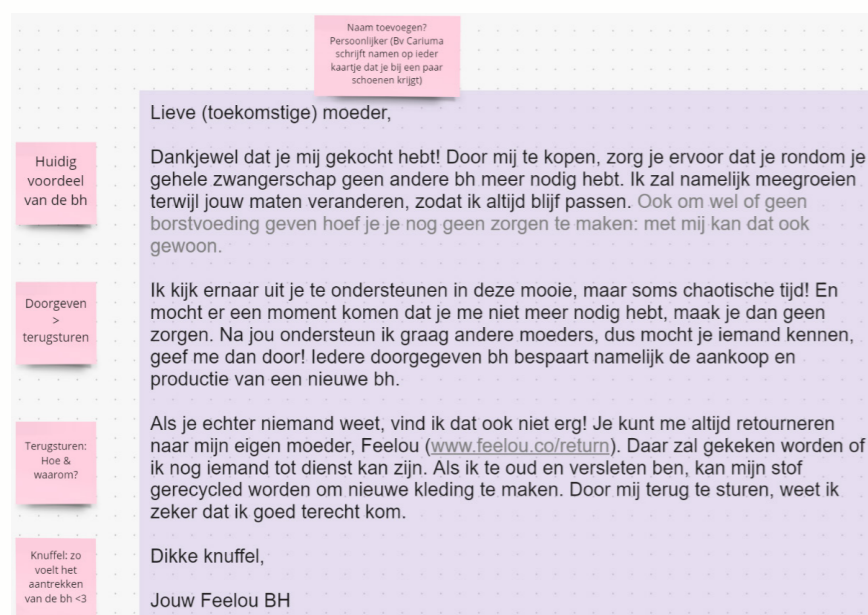 Naam toevoegen?
Persoonlijker (Bv Cariuma
schrijft namen op ieder
kaartje dat je bij een paar
schoenen krijgt)
Lieve (toekomstige) moeder,
Huidig
voordeel
van de bh
Dankjewel dat je mij gekocht hebt! Door mij te kopen, zorg je ervoor dat je rondom je
gehele zwangerschap geen andere bh meer nodig hebt. Ik zal namelijk meegroeien
terwijl jouw maten veranderen, zodat ik altijd blijf passen. Ook om wel of geen
borstvoeding geven hoef je je nog geen zorgen te maken: met mij kan dat ook
gewoon.
Doorgeven
>
terugsturen
Ik kijk ernaar uit je te ondersteunen in deze mooie, maar soms chaotische tijd! En
mocht er een moment komen dat je me niet meer nodig hebt, maak je dan geen
zorgen. Na jou ondersteun ik graag andere moeders, dus mocht je iemand kennen,
geef me dan door! Iedere doorgegeven bh bespaart namelijk de aankoop en
productie van een nieuwe bh.
Terugsturen:
Hoe &
waarom?
Als je echter niemand weet, vind ik dat ook niet erg! Je kunt me altijd retourneren
naar mijn eigen moeder, Feelou (www.feelou.co/return). Daar zal gekeken worden of
ik nog iemand tot dienst kan zijn. Als ik te oud en versleten ben, kan mijn stof
gerecycled worden om nieuwe kleding te maken. Door mij terug te sturen, weet ik
zeker dat ik goed terecht kom.
Knuffel: zo
voelt het
aantrekken
van de bh <3
Dikke knuffel,
Jouw Feelou BH